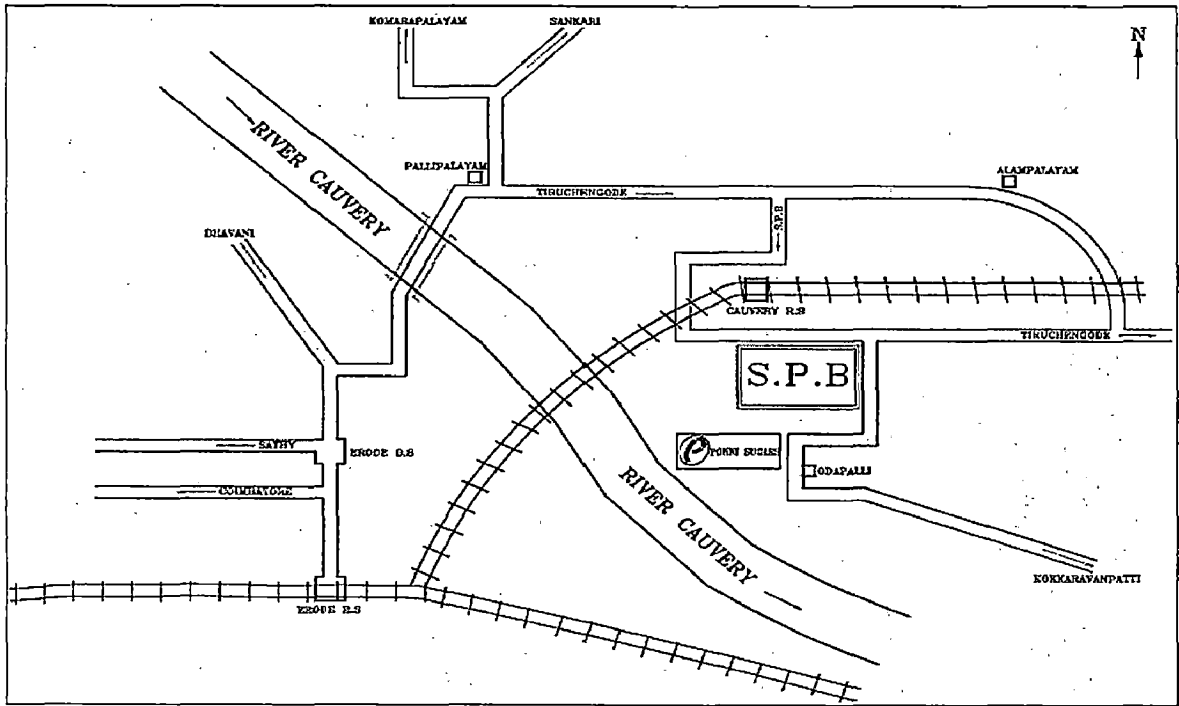 KOMARAPALAYAM
SANKARI
N
RIVER CAUVERY
PALLIPALAYAM
ALAMPALAYAM
TIRUCHENGODE
S.P.B
BHAVANI
CAUVERY R.S
TIRUCHENGODE
S.P.B
SATHY
ERODE B.S
PONNI SUGARS
ODAPALLI
COIMBATORE
RIVER CAUVERY
KOKKARAVANPATTI
ERODE R.S